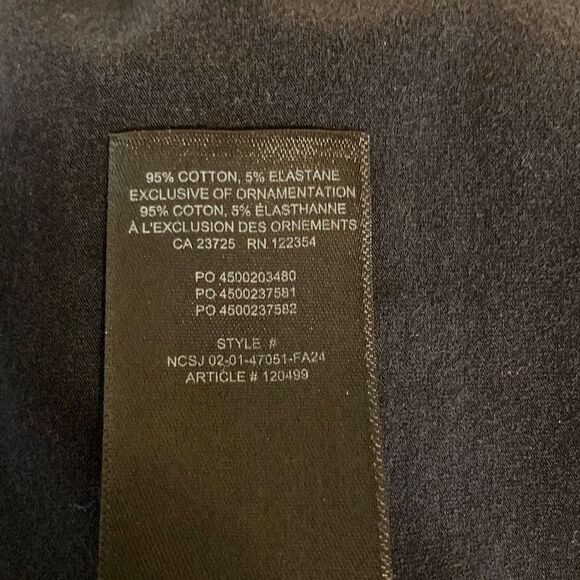 95% COTTON, 5% ELASTANE
EXCLUSIVE OF ORNAMENTATION
95% COTON, 5% ÉLASTHANNE
À L'EXCLUSION DES ORNEMENTS
CA 23725 RN 122354
PO 4500203480
PO 4500237581
PO 4500237582
STYLE #
NCSJ 02-01-47051-FA24
ARTICLE # 120499